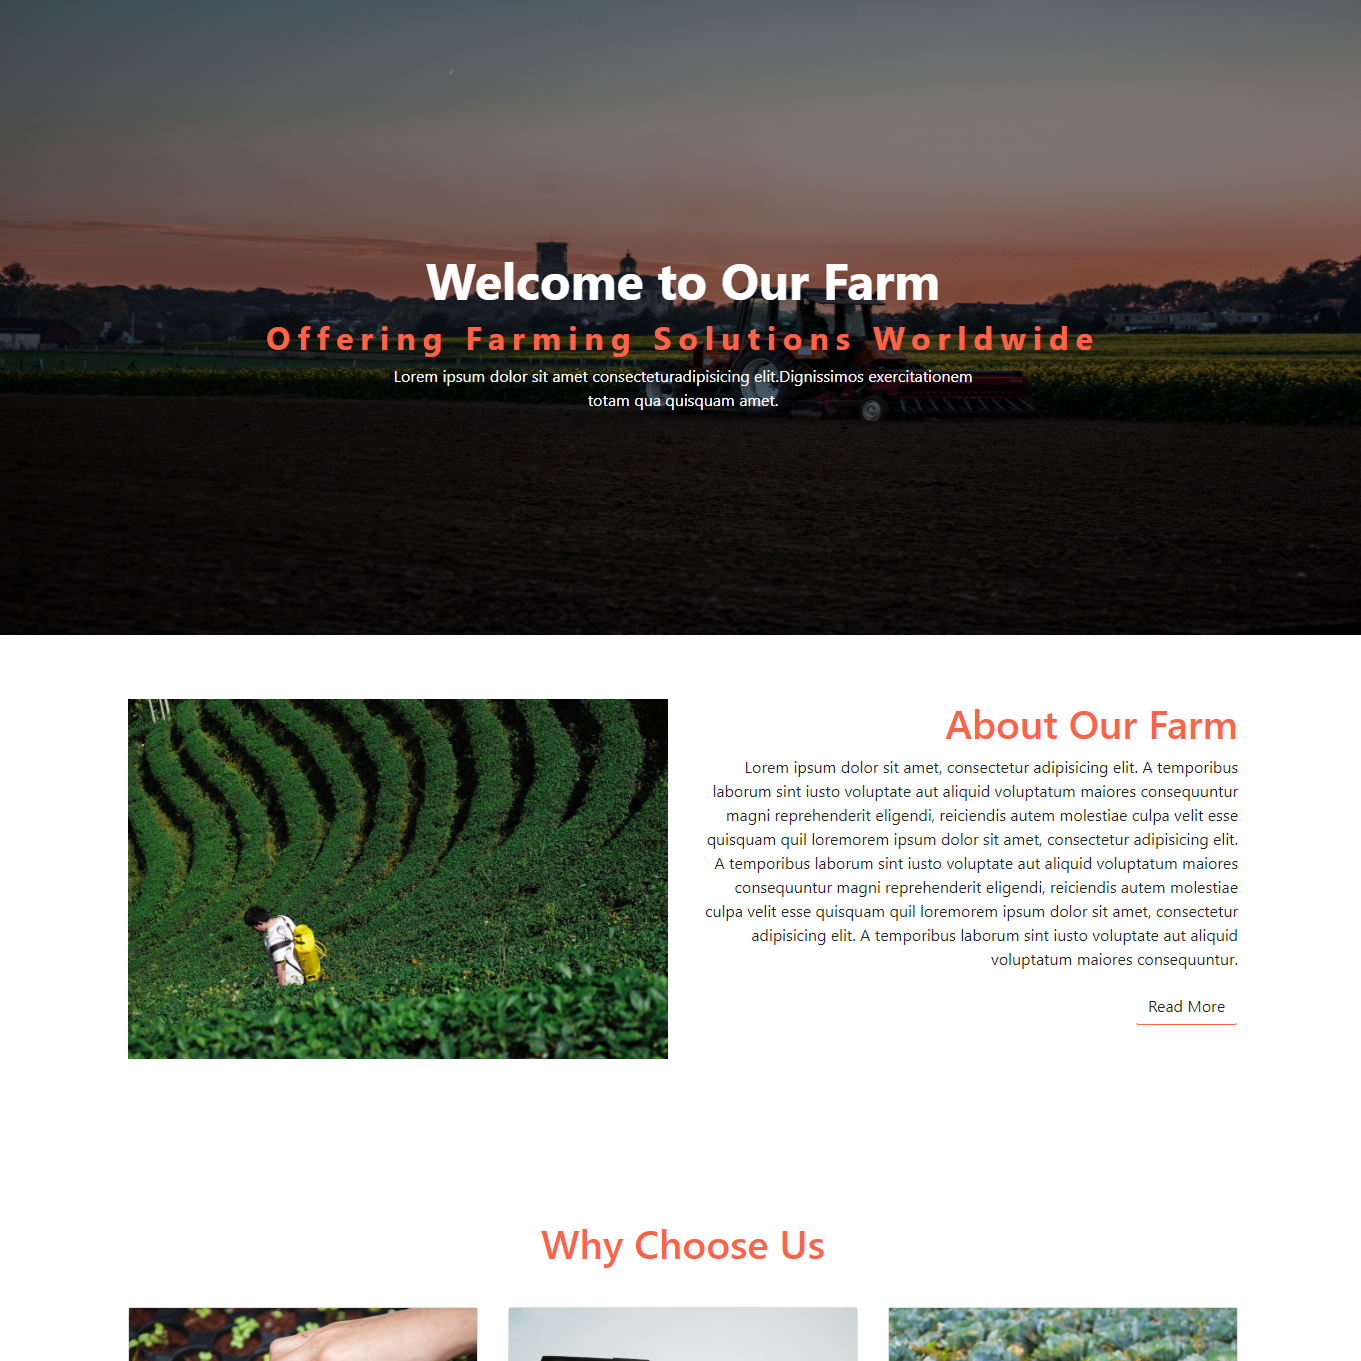 Welcome to Our Farm
Offering Farming Solutions Worldwide
Lorem ipsum dolor sit amet consecteturadipisicing elit.Dignissimos exercitationem
totam qua quisquam amet.
About Our Farm
Lorem ipsum dolor sit amet, consectetur adipisicing elit. A temporibus
laborum sint iusto voluptate aut aliquid voluptatum maiores consequuntur
magni reprehenderit eligendi, reiciendis autem molestiae culpa velit esse
quisquam quil loremorem ipsum dolor sit amet, consectetur adipisicing elit.
A temporibus laborum sint iusto voluptate aut aliquid voluptatum maiores
consequuntur magni reprehenderit eligendi, reiciendis autem molestiae
culpa velit esse quisquam quil loremorem ipsum dolor sit amet, consectetur
adipisicing elit. A temporibus laborum sint iusto voluptate aut aliquid
voluptatum maiores consequuntur.
Read More
Why Choose Us